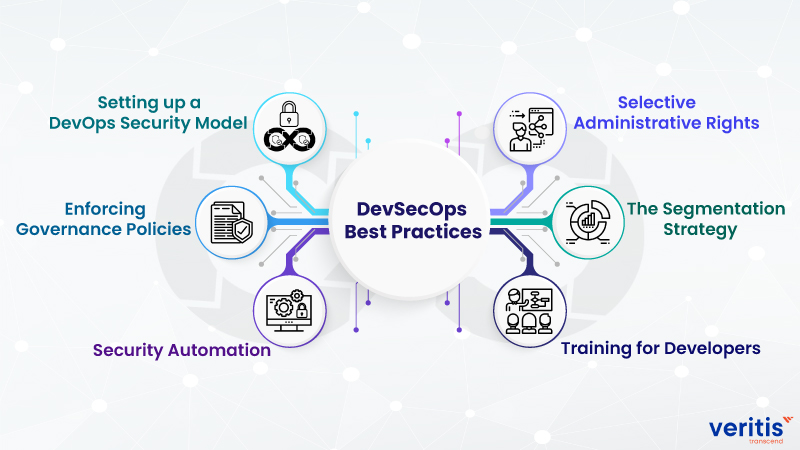 Setting up a
DevOps Security Model
Enforcing
Governance Policies
Security Automation
DevSecOps
Best Practices
Selective
Administrative Rights
The Segmentation
Strategy
Training for Developers
veritis
transcend